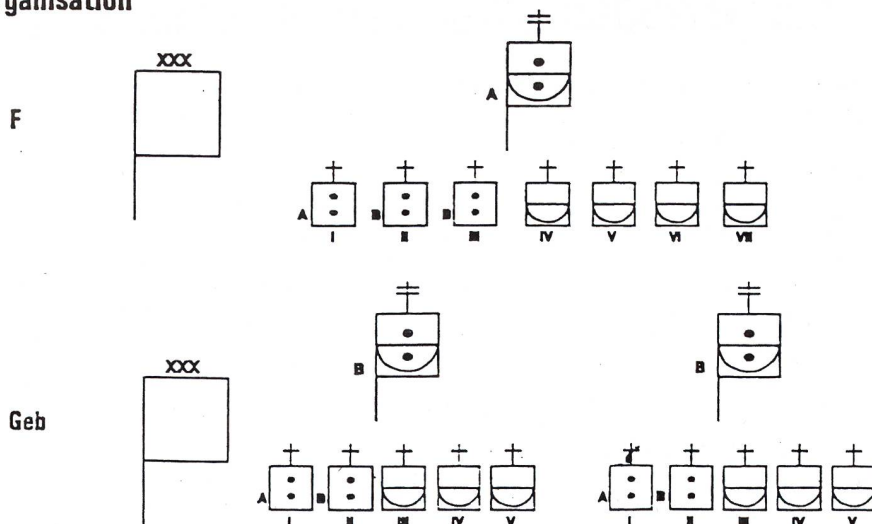 ganisation
XXX
F
A
A B B
I II III IV V VI VII
XXX
B B
Geb
A B A B
I II III IV V I II III IV V